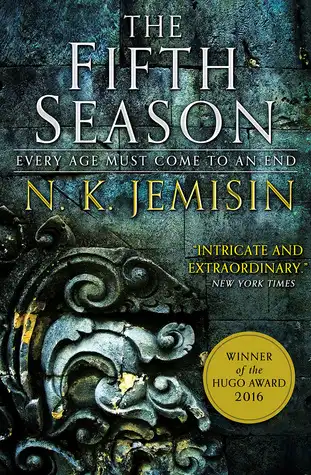 THE
FIFTH
SEASON
EVERY AGE MUST COME TO AN END
N. K. JEMISIN
"INTRICATE AND
EXTRAORDINARY."
NEW YORK TIMES
WINNER
of the
HUGO AWARD
2016